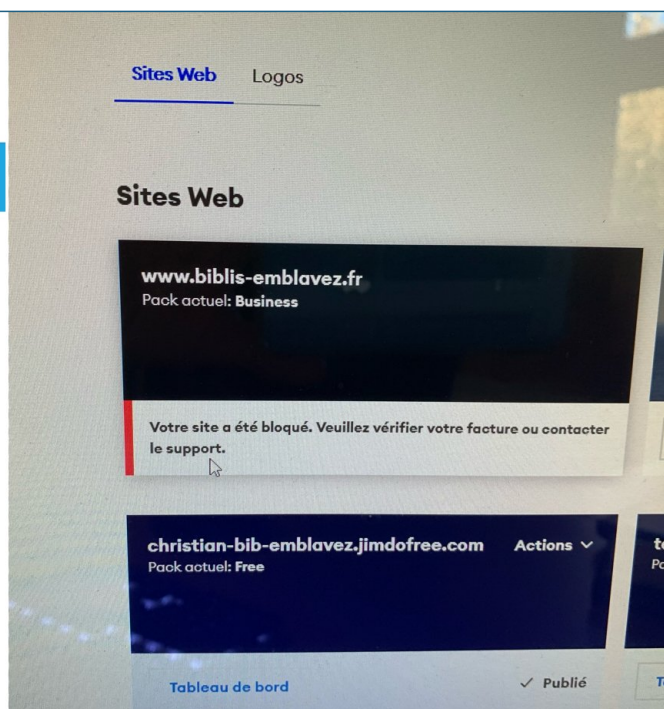 Sites Web
Logos
Sites Web
www.biblis-emblavez.fr
Pack actuel: Business
Votre site a été bloqué. Veuillez vérifier votre facture ou contacter
le support.
christian-bib-emblavez.jimdofree.com
Actions
Pack actuel: Free
Tableau de bord
✓ Publié